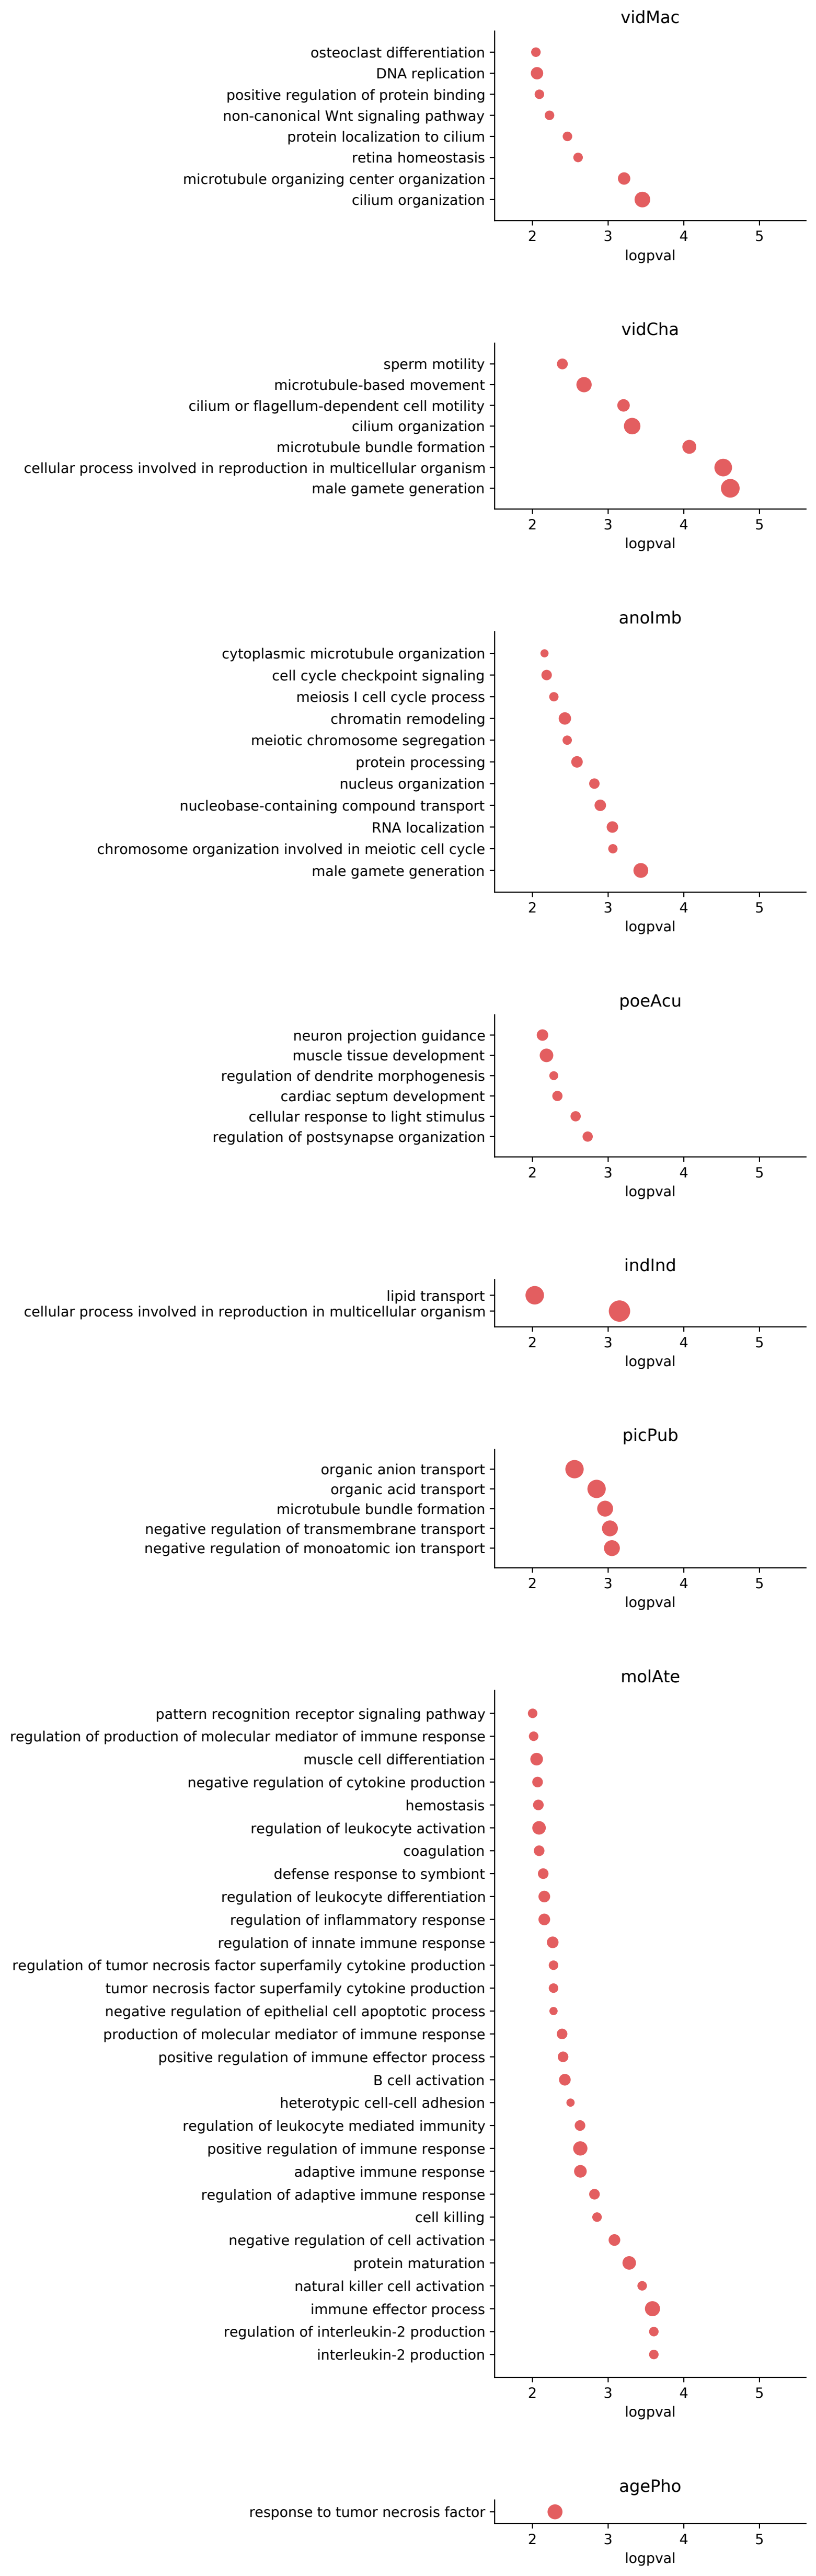 vidMac
osteoclast differentiation
DNA replication
positive regulation of protein binding
non-canonical Wnt signaling pathway
protein localization to cilium
retina homeostasis
microtubule organizing center organization
cilium organization
2 3 4 5
logpval
vidCha
sperm motility
microtubule-based movement
cilium or flagellum-dependent cell motility
cilium organization
microtubule bundle formation
cellular process involved in reproduction in multicellular organism
male gamete generation
2 3 4 5
logpval
anoImb
cytoplasmic microtubule organization
cell cycle checkpoint signaling
meiosis I cell cycle process
chromatin remodeling
meiotic chromosome segregation
protein processing
nucleus organization
nucleobase-containing compound transport
RNA localization
chromosome organization involved in meiotic cell cycle
male gamete generation
2 3 4 5
logpval
poeAcu
neuron projection guidance
muscle tissue development
regulation of dendrite morphogenesis
cardiac septum development
cellular response to light stimulus
regulation of postsynapse organization
2 3 4 5
logpval
indInd
lipid transport
cellular process involved in reproduction in multicellular organism
2 3 4 5
logpval
picPub
organic anion transport
organic acid transport
microtubule bundle formation
negative regulation of transmembrane transport
negative regulation of monoatomic ion transport
2 3 4 5
logpval
molAte
pattern recognition receptor signaling pathway
regulation of production of molecular mediator of immune response
muscle cell differentiation
negative regulation of cytokine production
hemostasis
regulation of leukocyte activation
coagulation
defense response to symbiont
regulation of leukocyte differentiation
regulation of inflammatory response
regulation of innate immune response
regulation of tumor necrosis factor superfamily cytokine production
tumor necrosis factor superfamily cytokine production
negative regulation of epithelial cell apoptotic process
production of molecular mediator of immune response
positive regulation of immune effector process
B cell activation
heterotypic cell-cell adhesion
regulation of leukocyte mediated immunity
positive regulation of immune response
adaptive immune response
regulation of adaptive immune response
cell killing
negative regulation of cell activation
protein maturation
natural killer cell activation
immune effector process
regulation of interleukin-2 production
interleukin-2 production
2 3 4 5
logpval
agePho
response to tumor necrosis factor
2 3 4 5
logpval